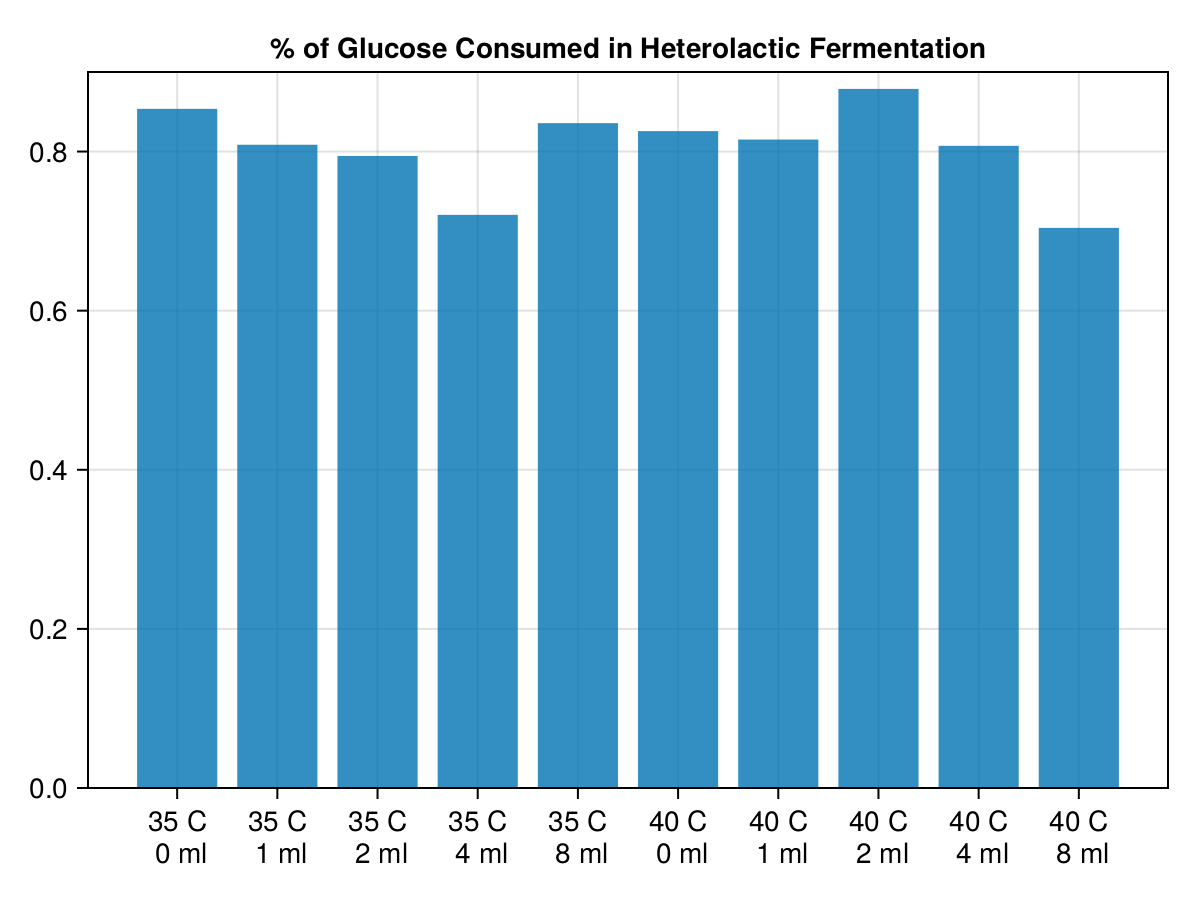 % of Glucose Consumed in Heterolactic Fermentation
0.8
0.6
0.4
0.2
0.0
35 C 35 C 35 C 35 C 35 C 40 C 40 C 40 C 40 C 40 C
0 ml 1 ml 2 ml 4 ml 8 ml 0 ml 1 ml 2 ml 4 ml 8 ml